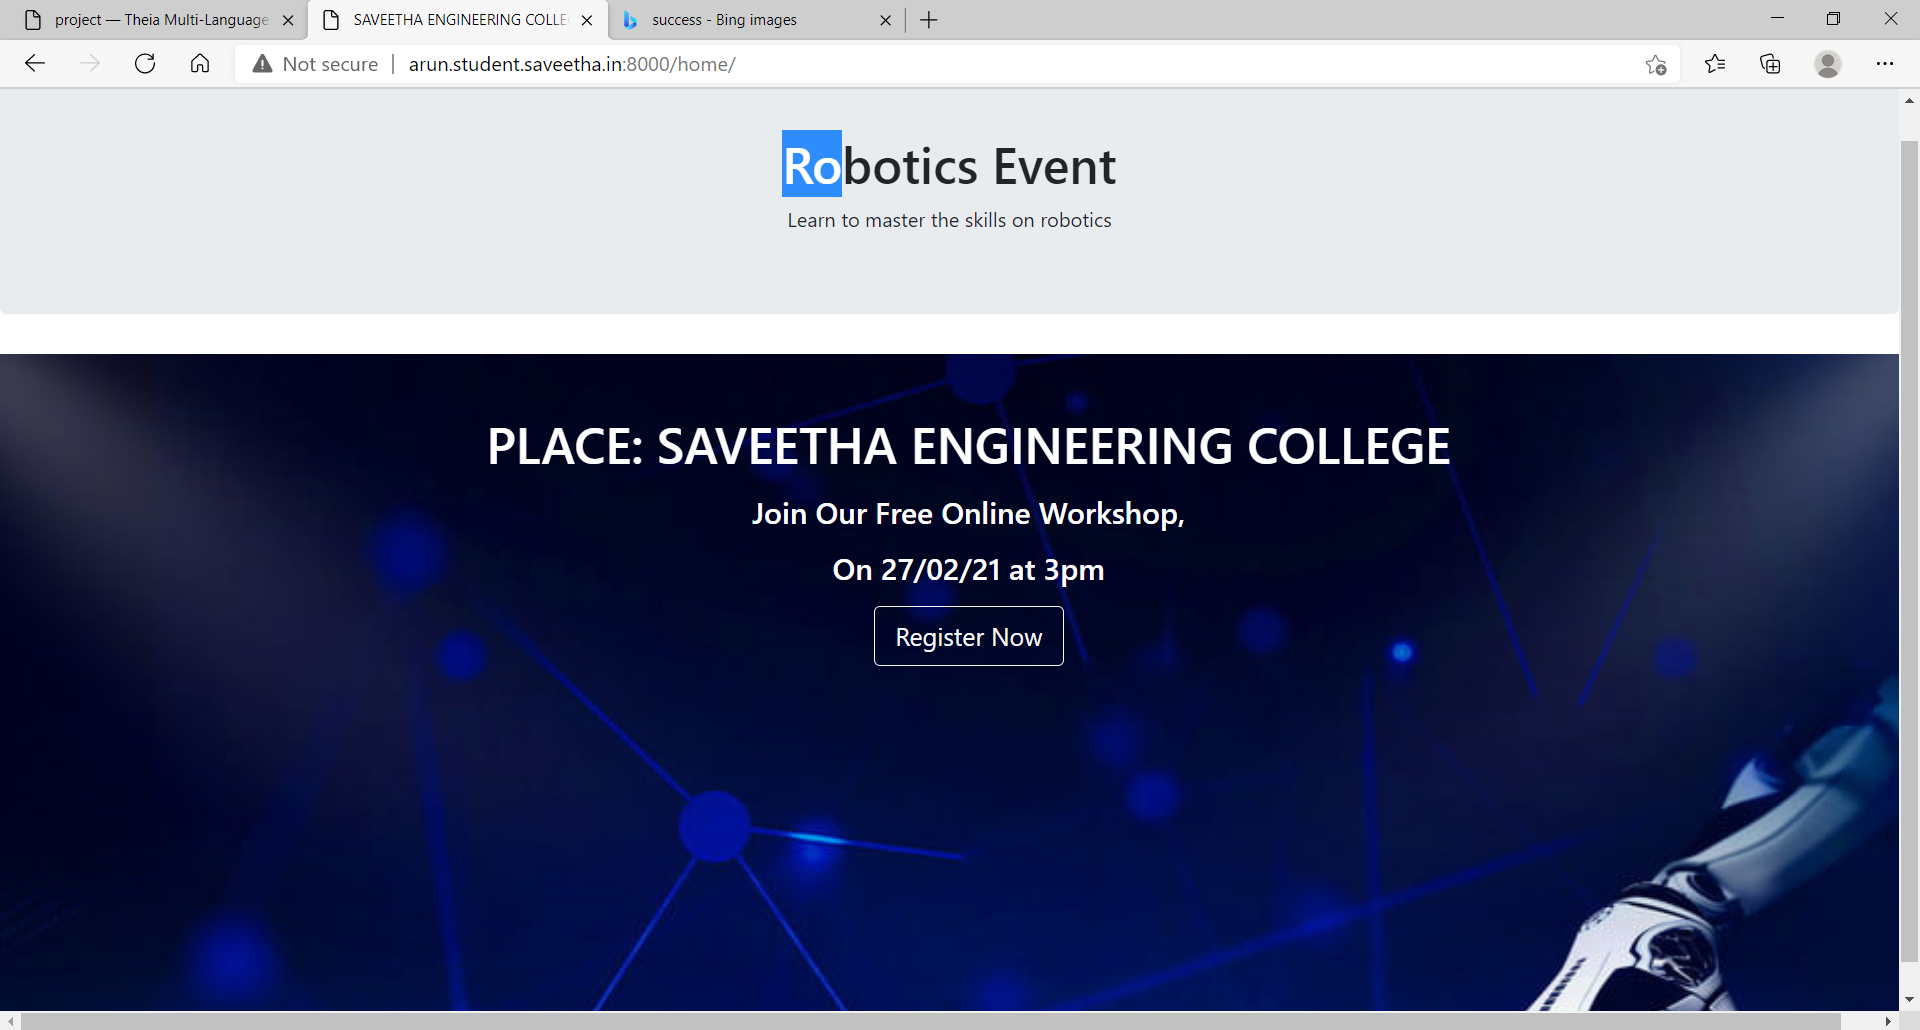 project — Theia Multi-Language
SAVEETHA ENGINEERING COLLE
success - Bing images
Not secure
arun.student.saveetha.in:8000/home/
Robotics Event
Learn to master the skills on robotics
PLACE: SAVEETHA ENGINEERING COLLEGE
Join Our Free Online Workshop,
On 27/02/21 at 3pm
Register Now